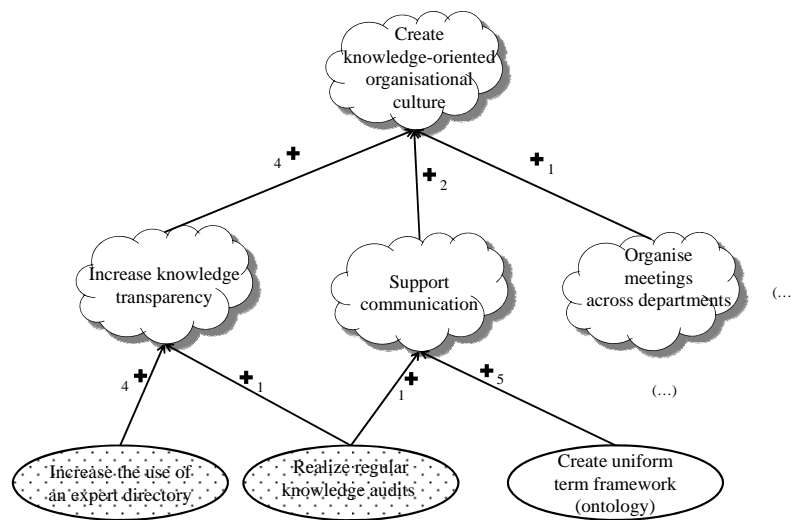 Create
knowledge-oriented
organisational
culture
4 +
+ 2
+ 1
Increase knowledge
transparency
Support
communication
Organise
meetings
across departments
(...
(...)
4 +
+ 1
1 +
+ 5
Increase the use of
an expert directory
Realize regular
knowledge audits
Create uniform
term framework
(ontology)